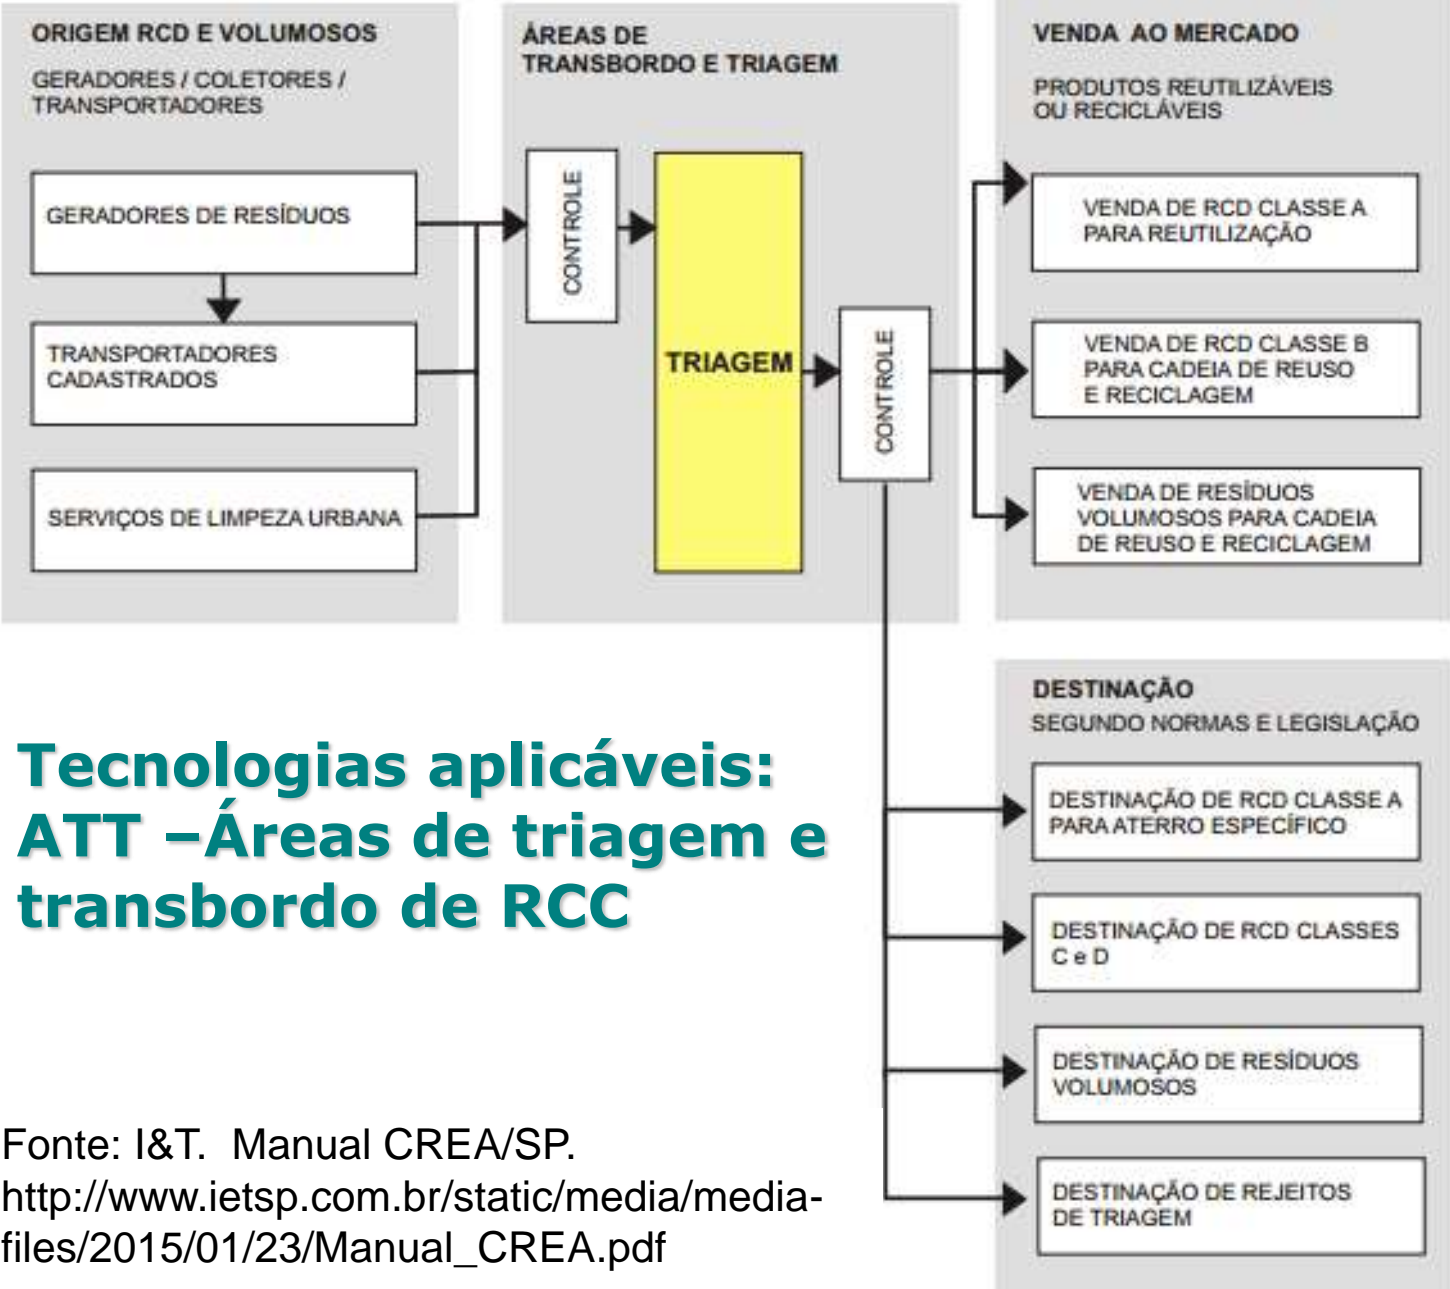 ORIGEM RCD E VOLUMOSOS
GERADORES / COLETORES /
TRANSPORTADORES
GERADORES DE RESÍDUOS
TRANSPORTADORES
CADASTRADOS
SERVIÇOS DE LIMPEZA URBANA
ÁREAS DE
TRANSBORDO E TRIAGEM
CONTROLE
TRIAGEM
CONTROLE
VENDA AO MERCADO
PRODUTOS REUTILIZÁVEIS
OU RECICLÁVEIS
VENDA DE RCD CLASSE A
PARA REUTILIZAÇÃO
VENDA DE RCD CLASSE B
PARA CADEIA DE REUSO
E RECICLAGEM
VENDA DE RESÍDUOS
VOLUMOSOS PARA CADEIA
DE REUSO E RECICLAGEM
DESTINAÇÃO
SEGUNDO NORMAS E LEGISLAÇÃO
DESTINAÇÃO DE RCD CLASSE A
PARA ATERRO ESPECÍFICO
DESTINAÇÃO DE RCD CLASSES
C e D
DESTINAÇÃO DE RESÍDUOS
VOLUMOSOS
DESTINAÇÃO DE REJEITOS
DE TRIAGEM
Tecnologias aplicáveis:
ATT –Áreas de triagem e
transbordo de RCC
Fonte: I&T. Manual CREA/SP.
http://www.ietsp.com.br/static/media/media-
files/2015/01/23/Manual_CREA.pdf